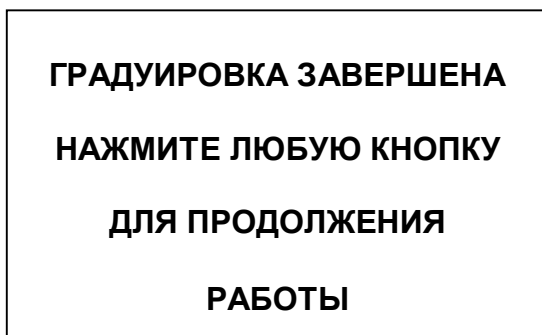 ГРАДУИРОВКА ЗАВЕРШЕНА
НАЖМИТЕ ЛЮБУЮ КНОПКУ
ДЛЯ ПРОДОЛЖЕНИЯ
РАБОТЫ